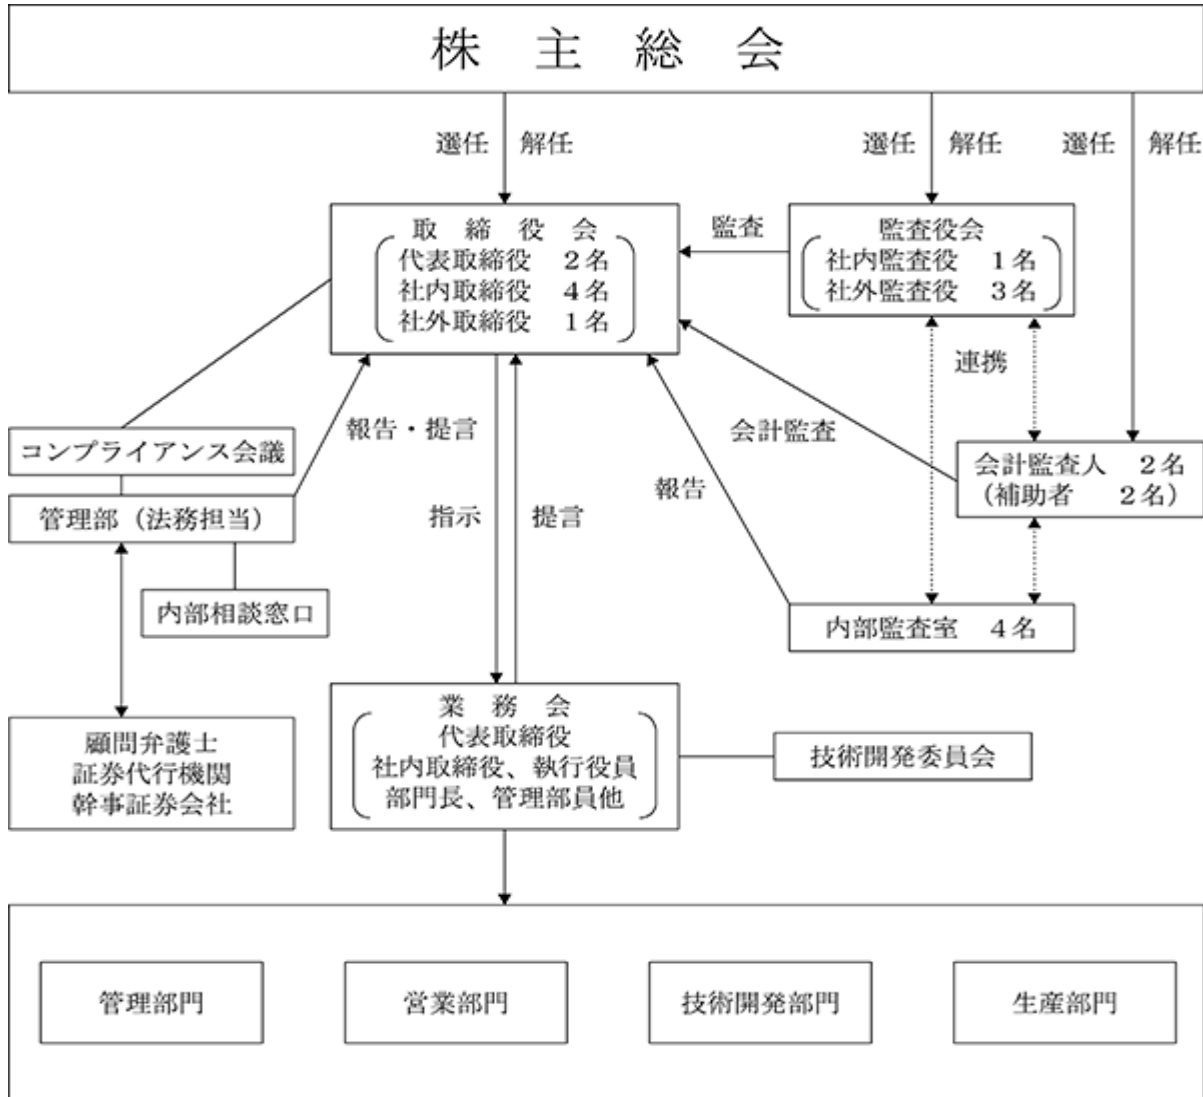 株 主 総 会
選任 解任
選任 解任
選任 解任
取 締 役 会
代表取締役 2名
社内取締役 4名
社外取締役 1名
監査
監査役会
社内監査役 1名
社外監査役 3名
連携
報告・提言
会計監査
コンプライアンス会議
管理部（法務担当）
内部相談窓口
指示
提言
報告
会計監査人 2名
（補助者 2名）
内部監査室 4名
顧問弁護士
証券代行機関
幹事証券会社
業 務 会
代表取締役
社内取締役、執行役員
部門長、管理部員他
技術開発委員会
管理部門
営業部門
技術開発部門
生産部門